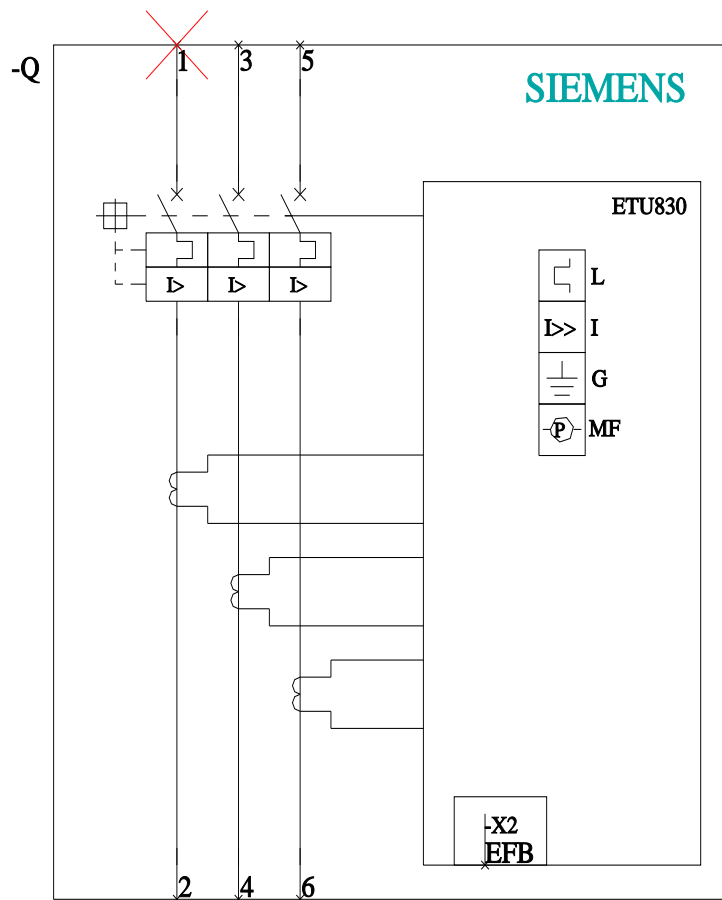 -Q
1 3 5
SIEMENS
ETU830
I> I> I>
L
I>> I
G
P MF
-X2
EFB
2 4 6